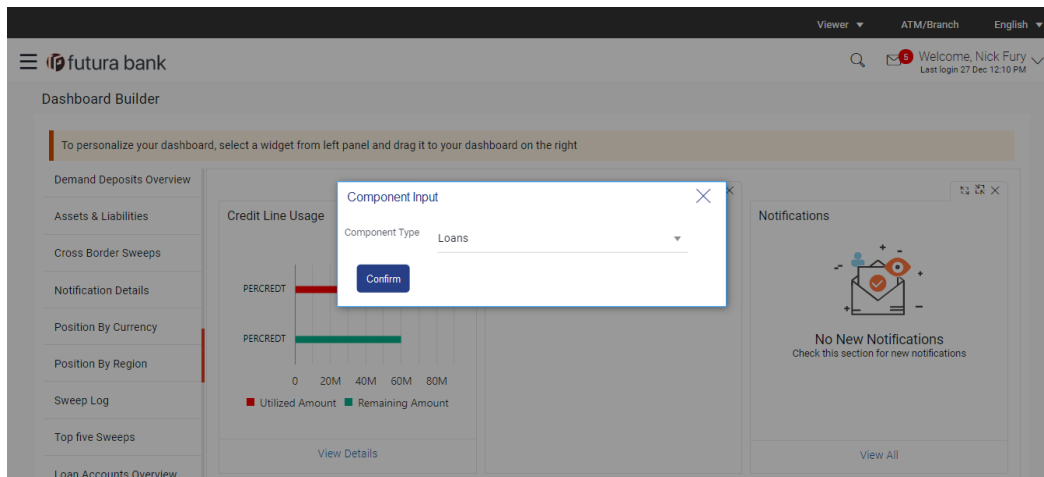 Viewer ATM/Branch English
futura bank
5
Welcome, Nick Fury
Last login 27 Dec 12:10 PM
Dashboard Builder
To personalize your dashboard, select a widget from left panel and drag it to your dashboard on the right
Demand Deposits Overview
Assets & Liabilities
Cross Border Sweeps
Notification Details
Position By Currency
Position By Region
Sweep Log
Top five Sweeps
Loan Accounts Overview
Credit Line Usage
PERCREDT
PERCREDT
0 20M 40M 60M 80M
Utilized Amount Remaining Amount
View Details
Component Input
Component Type Loans
Confirm
Notifications
No New Notifications
Check this section for new notifications
View All